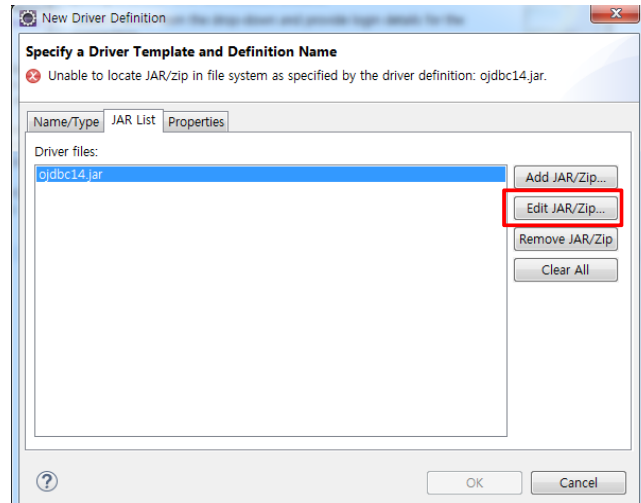 New Driver Definition
Specify a Driver Template and Definition Name
Unable to locate JAR/zip in file system as specified by the driver definition: ojdbc14.jar.
Name/Type JAR List Properties
Driver files:
ojdbc14.jar
Add JAR/Zip...
Edit JAR/Zip...
Remove JAR/Zip
Clear All
OK Cancel